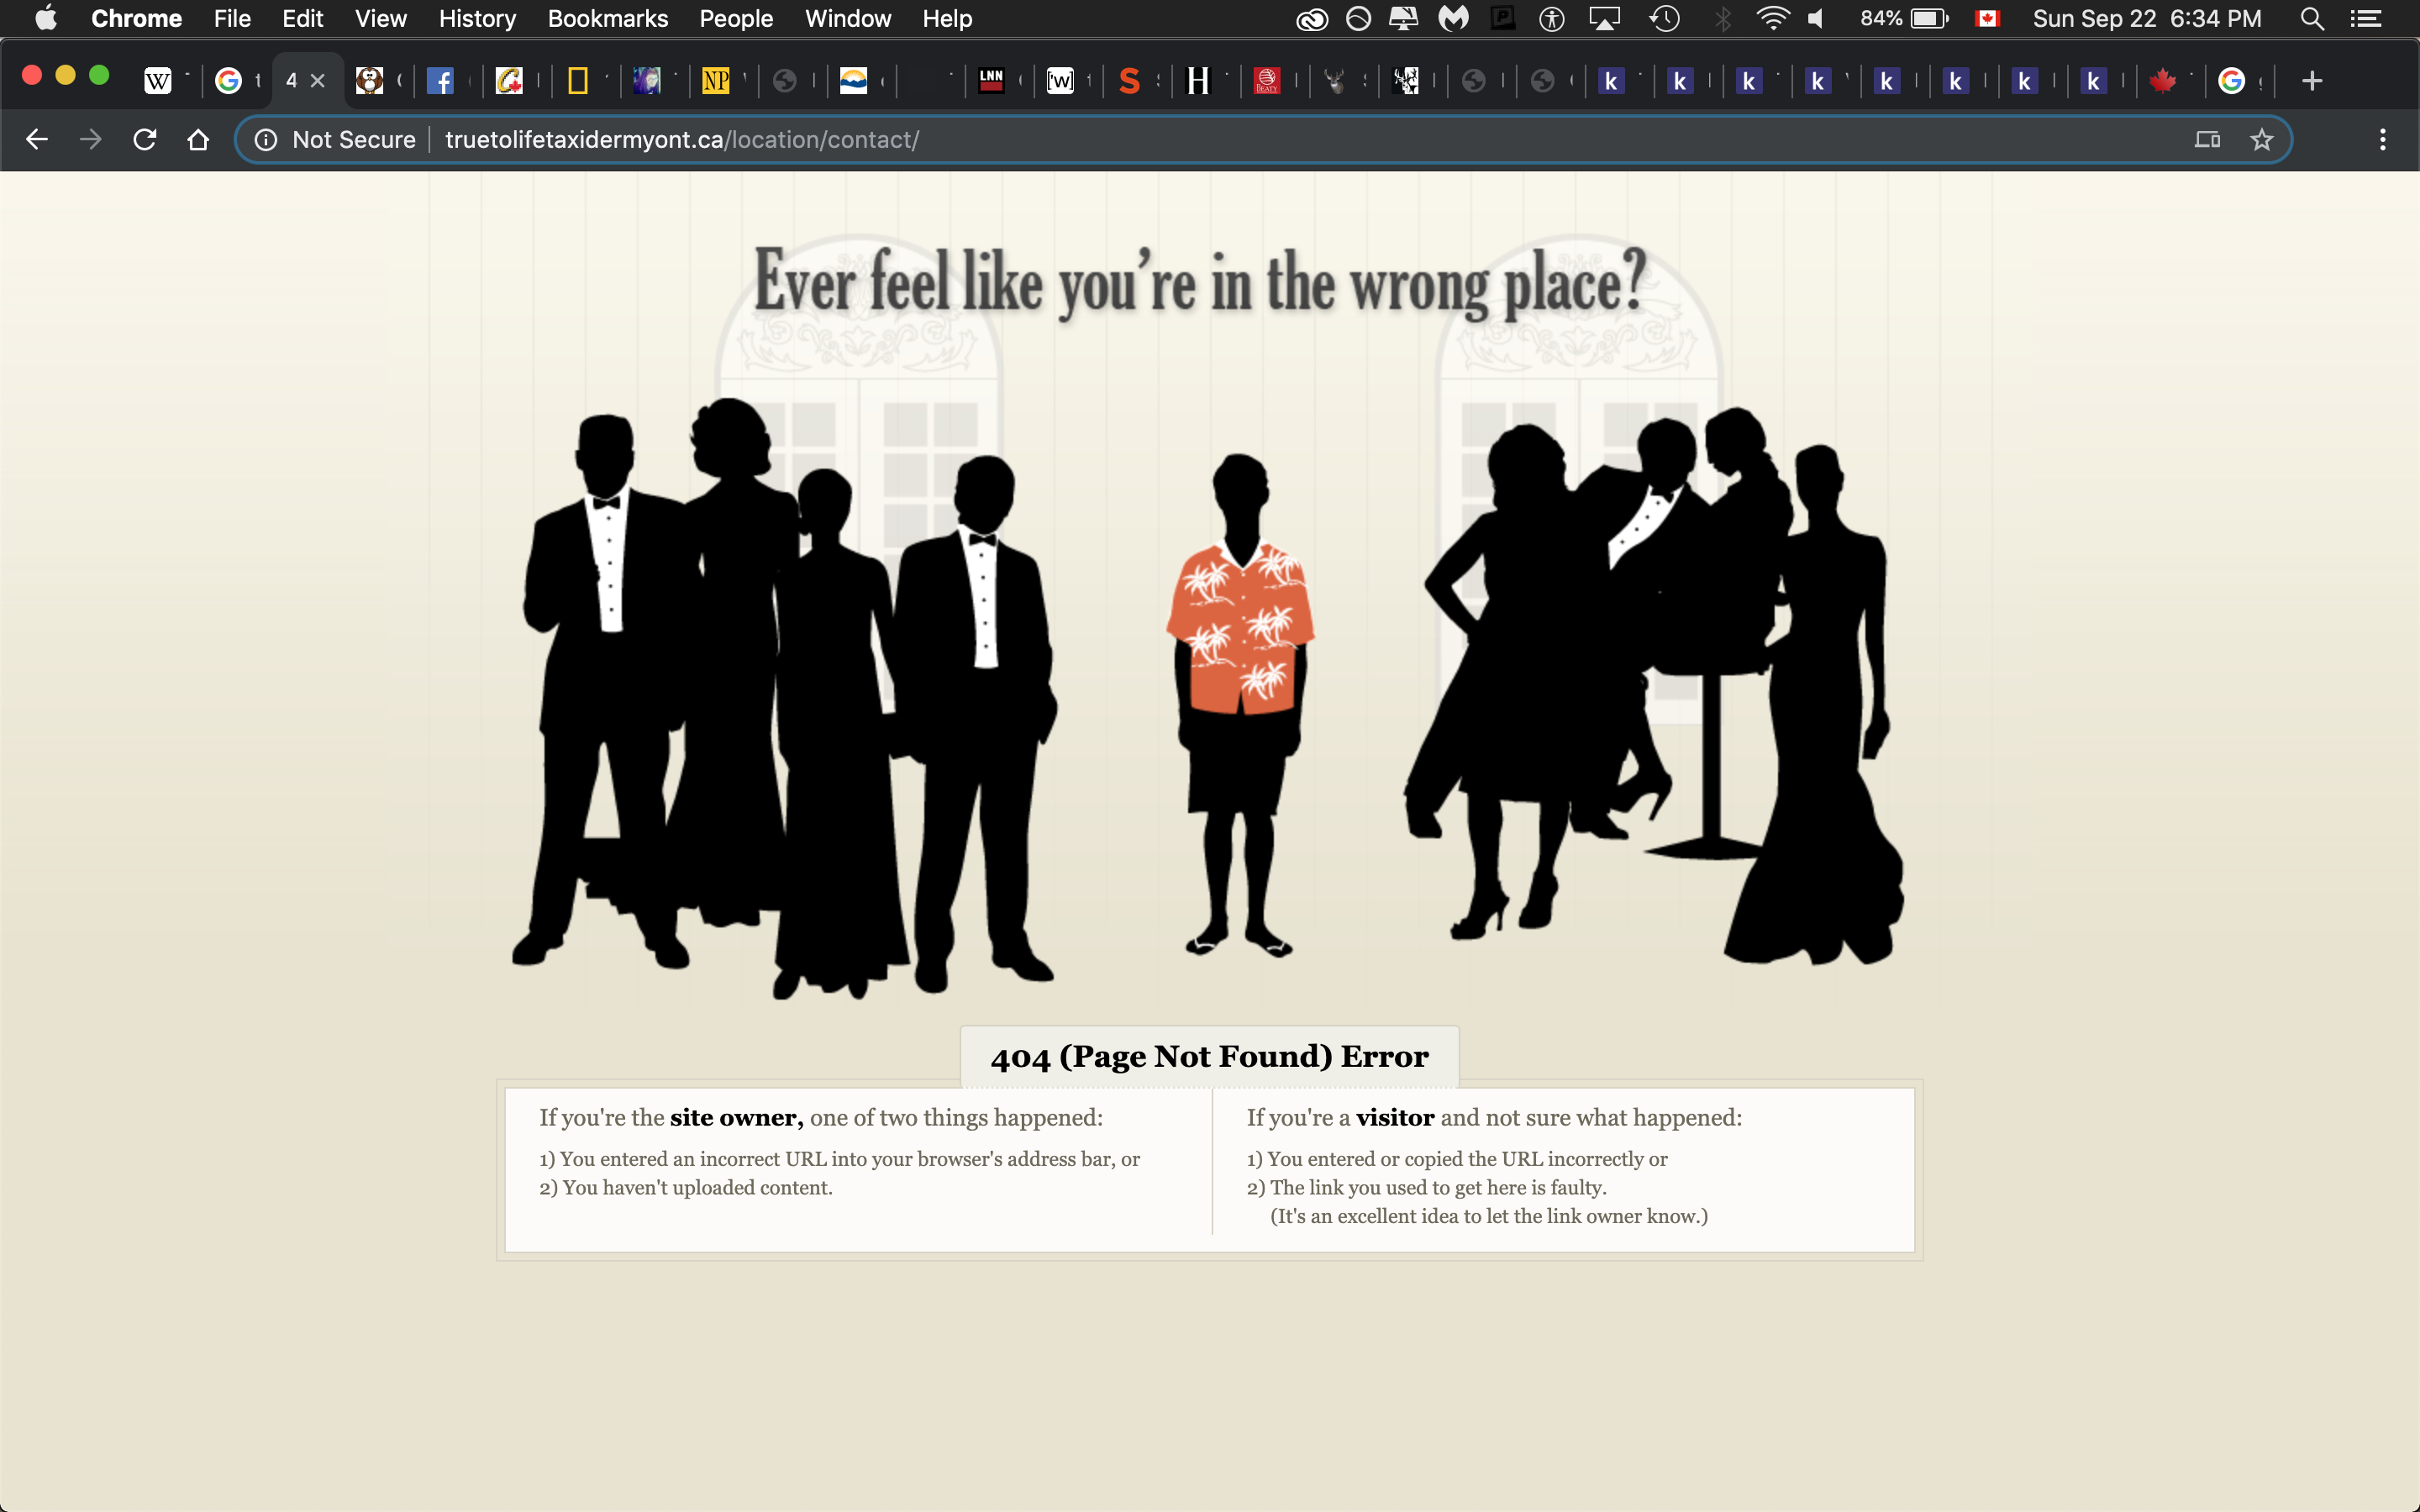 Chrome File Edit View History Bookmarks People Window Help 84% Sun Sep 22 6:34 PM
W 4 NP LNN [W] S H BEATY k k k k k k k k
Not Secure truetolifetaxidermyont.ca/location/contact/
Ever feel like you're in the wrong place?
404 (Page Not Found) Error
If you're the site owner, one of two things happened:
1) You entered an incorrect URL into your browser's address bar, or
2) You haven't uploaded content.
If you're a visitor and not sure what happened:
1) You entered or copied the URL incorrectly or
2) The link you used to get here is faulty.
(It's an excellent idea to let the link owner know.)